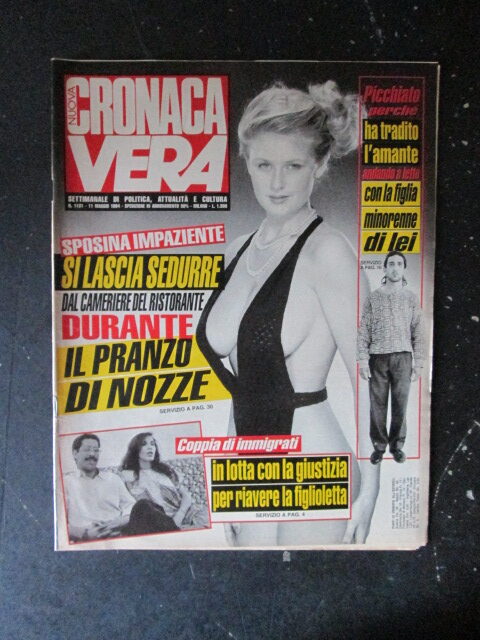 NUOVA
CRONACA
VERA
SETTIMANALE DI POLITICA, ATTUALITÀ E CULTURA
SPOSINA IMPAZIENTE
SI LASCIA SEDURRE
DAL CAMERIERE DEL RISTORANTE
DURANTE
IL PRANZO
DI NOZZE
SERVIZIO A PAG. 30
Picchiato
perché
ha tradito
l'amante
andando a letto
con la figlia
minorenne
di lei
SERVIZIO
A PAG.
Coppia di immigrati
in lotta con la giustizia
per riavere la figlioletta
SERVIZIO A PAG. 4